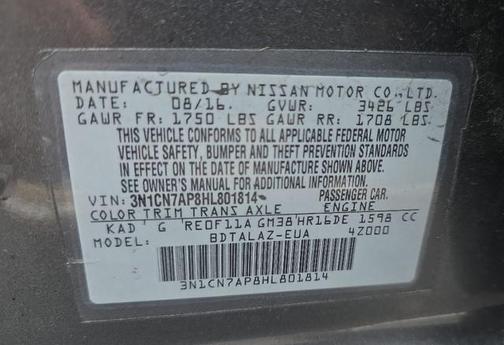 MANUFACTURED BY NISSAN MOTOR CO., LTD.
DATE: 08/16. GVWR: 3426 LBS
GAWR FR: 1750 LBS GAWR RR: 1708 LBS
THIS VEHICLE CONFORMS TO ALL APPLICABLE FEDERAL MOTOR
VEHICLE SAFETY, BUMPER AND THEFT PREVENTION STANDARDS
IN EFFECT ON THE DATE OF MANUFACTURE SHOWN ABOVE.
SEE OWNER'S MANUAL FOR ADDITIONAL INFORMATION
VIN: 3N1CN7AP8HL801814 PASSENGER CAR.
COLOR TRIM TRANS AXLE ENGINE
KAD G RE0F11A GM38 HR16DE 1598 CC
MODEL: BDTALAZ-EUA 4Z000
3N1CN7AP8HL801814